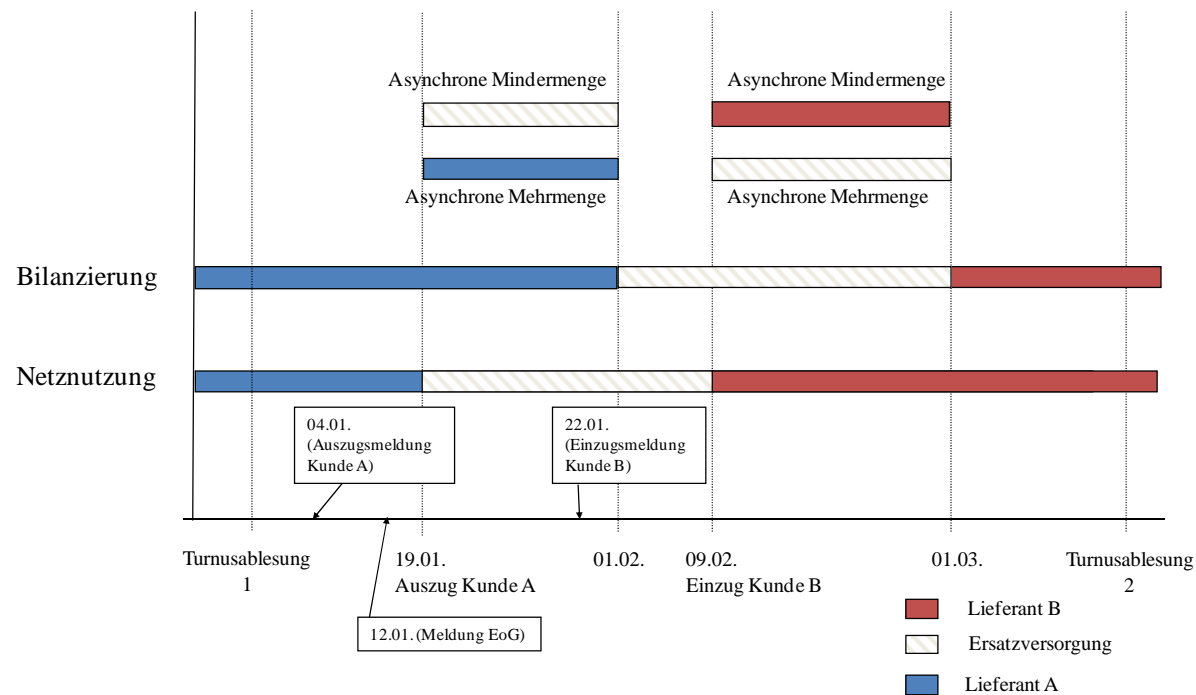 Asynchrone Mindermenge
Asynchrone Mindermenge
Asynchrone Mehrmenge
Asynchrone Mehrmenge
Bilanzierung
Netznutzung
04.01.
(Auszugsmeldung
Kunde A)
22.01.
(Einzugsmeldung
Kunde B)
Turnusablesung
1
19.01.
Auszug Kunde A
01.02.
09.02.
Einzug Kunde B
01.03.
Turnusablesung
2
12.01. (Meldung EoG)
Lieferant B
Ersatzversorgung
Lieferant A